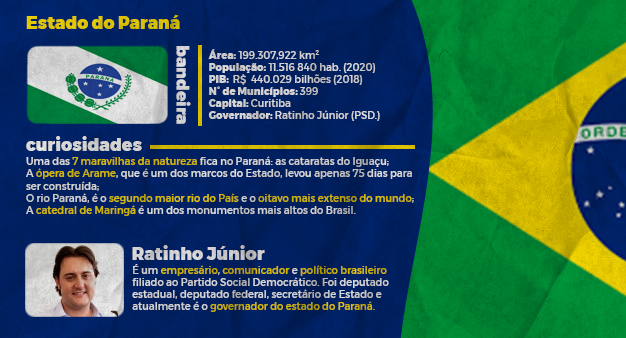 Estado do Paraná
PARANÁ
bandeira
Área: 199.307,922 km²
População: 11.516 840 hab. (2020)
PIB: R$ 440.029 bilhões (2018)
N° de Municípios: 399
Capital: Curitiba
Governador: Ratinho Júnior (PSD.)
curiosidades
Uma das 7 maravilhas da natureza fica no Paraná: as cataratas do Iguaçu;
A ópera de Arame, que é um dos marcos do Estado, levou apenas 75 dias para
ser construída;
O rio Paraná, é o segundo maior rio do País e o oitavo mais extenso do mundo;
A catedral de Maringá é um dos monumentos mais altos do Brasil.
Ratinho Júnior
É um empresário, comunicador e político brasileiro
filiado ao Partido Social Democrático. Foi deputado
estadual, deputado federal, secretário de Estado e
atualmente é o governador do estado do Paraná.
ORDE